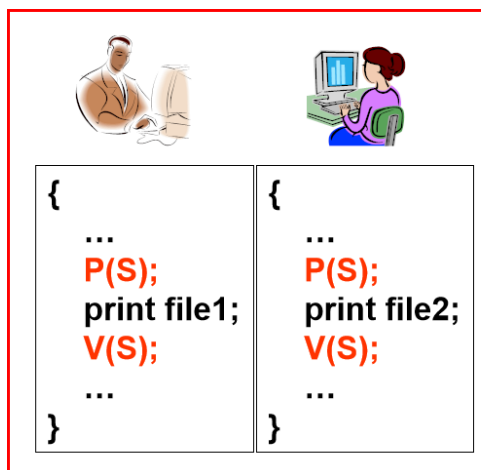 {
…
P(S);
print file1;
V(S);
…
}
{
…
P(S);
print file2;
V(S);
…
}